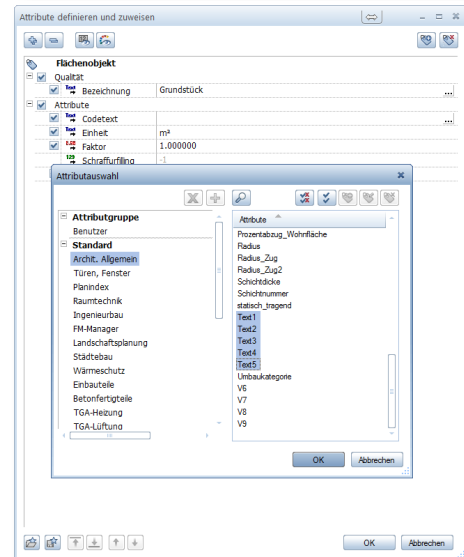 Attribute definieren und zuweisen
Flächenobjekt
Qualität
Bezeichnung Grundstück ...
Attribute
Codetext ...
Einheit m²
Faktor 1.000000
Schraffurfiling -1
Attributauswahl
Attributgruppe
Benutzer
Standard
Archit. Allgemein
Türen, Fenster
Planindex
Raumtechnik
Ingenieurbau
FM-Manager
Landschaftsplanung
Städtebau
Wärmeschutz
Einbauteile
Betonfertigteile
TGA-Heizung
TGA-Lüftung
Attribute
Prozentabzug_Wohnfläche
Radius
Radius_Zug
Radius_Zug2
Schichtdicke
Schichtnummer
statisch_tragend
Text1
Text2
Text3
Text4
Text5
Umbaukategorie
V6
V7
V8
V9
OK Abbrechen
OK Abbrechen